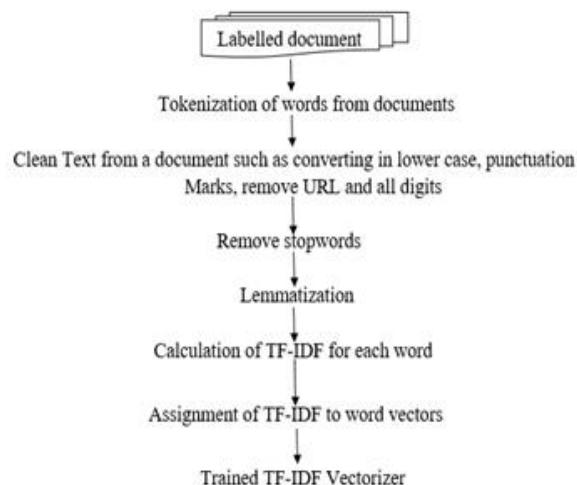 Labelled document
Tokenization of words from documents
Clean Text from a document such as converting in lower case, punctuation
Marks, remove URL and all digits
Remove stopwords
Lemmatization
Calculation of TF-IDF for each word
Assignment of TF-IDF to word vectors
Trained TF-IDF Vectorizer